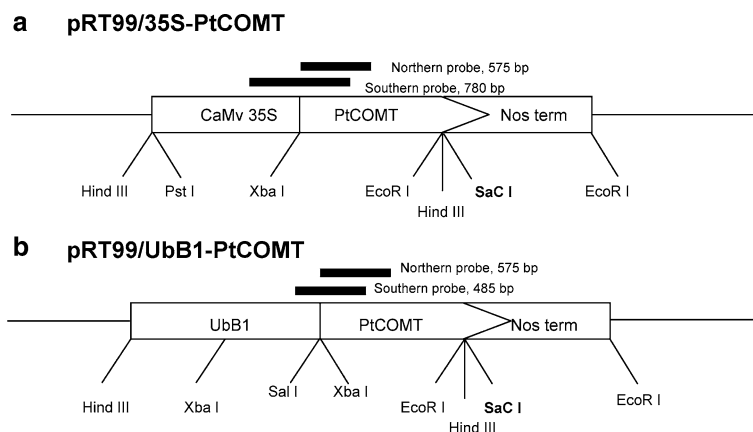 a pRT99/35S-PtCOMT
Northern probe, 575 bp
Southern probe, 780 bp
CaMv 35S PtCOMT Nos term
Hind III Pst I Xba I EcoR I SaC I EcoR I
Hind III
b pRT99/UbB1-PtCOMT
Northern probe, 575 bp
Southern probe, 485 bp
UbB1 PtCOMT Nos term
Hind III Xba I Sal I Xba I EcoR I SaC I EcoR I
Hind III